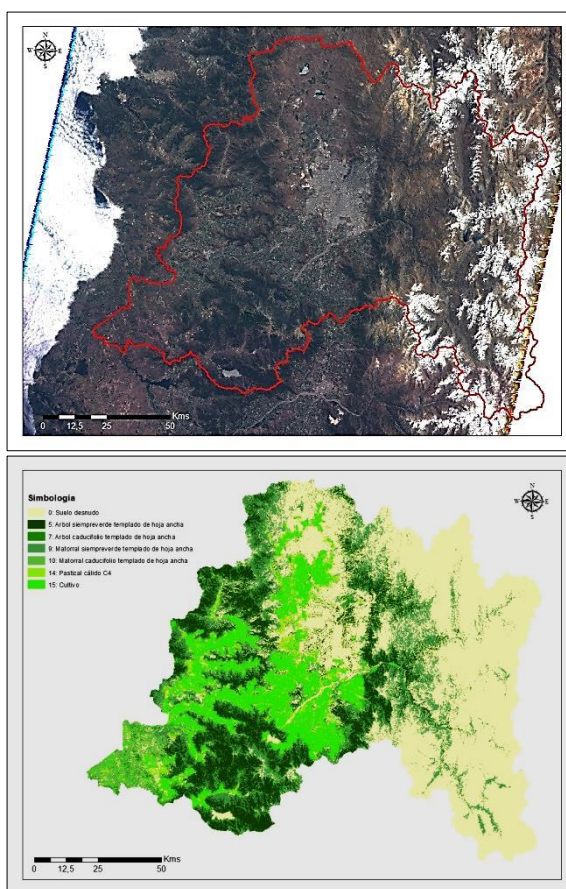 N
W E
S
0 12,5 25 50
Kms
Simbología
0: Suelo desnudo
5: Arbol siempreverde templado de hoja ancha
7: Arbol caducifolio templado de hoja ancha
9: Matorral siempreverde templado de hoja ancha
10: Matorral caducifolio templado de hoja ancha
14: Pastizal cálido C4
15: Cultivo
N
W E
S
0 12,5 25 50
Kms